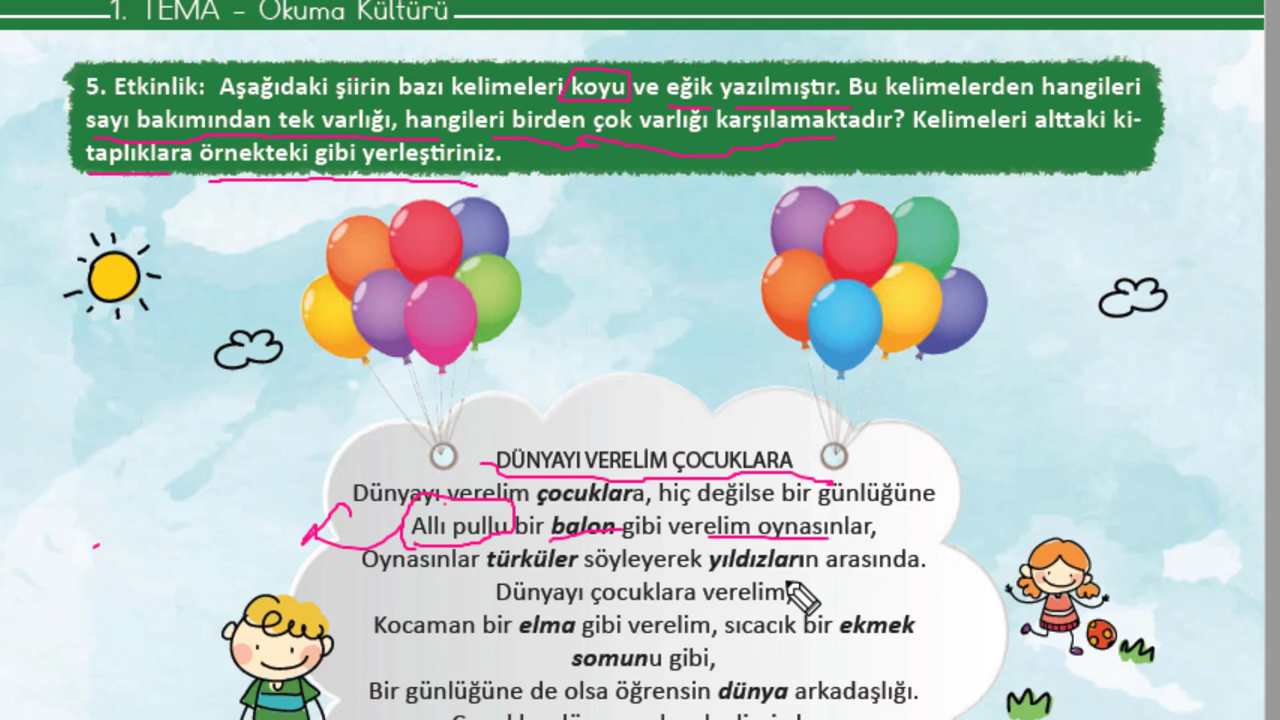 1. TEMA – Okuma Kültürü
5. Etkinlik: Aşağıdaki şiirin bazı kelimeleri koyu ve eğik yazılmıştır. Bu kelimelerden hangileri
sayı bakımından tek varlığı, hangileri birden çok varlığı karşılamaktadır? Kelimeleri alttaki ki-
taplıklara örnekteki gibi yerleştiriniz.
DÜNYAYI VERELİM ÇOCUKLARA
Dünyayı verelim çocuklara, hiç değilse bir günlüğüne
Allı pullu bir balon gibi verelim oynasınlar,
Oynasınlar türküler söyleyerek yıldızların arasında.
Dünyayı çocuklara verelim,
Kocaman bir elma gibi verelim, sıcacık bir ekmek
somunu gibi,
Bir günlüğüne de olsa öğrensin dünya arkadaşlığı.